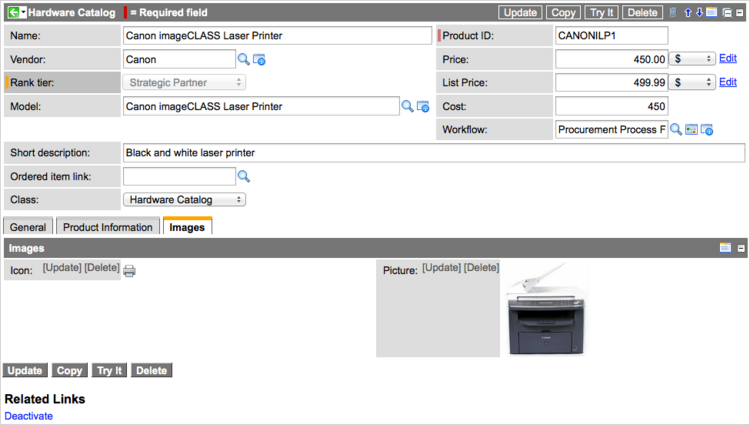 Hardware Catalog = Required field Update Copy Try It Delete
Name: Canon imageCLASS Laser Printer Product ID: CANONILP1
Vendor: Canon Price: 450.00 $ Edit
Rank tier: Strategic Partner List Price: 499.99 $ Edit
Model: Canon imageCLASS Laser Printer Cost: 450
Workflow: Procurement Process F
Short description: Black and white laser printer
Ordered item link:
Class: Hardware Catalog
General Product Information Images
Images
Icon: [Update] [Delete] Picture: [Update] [Delete]
Update Copy Try It Delete
Related Links
Deactivate